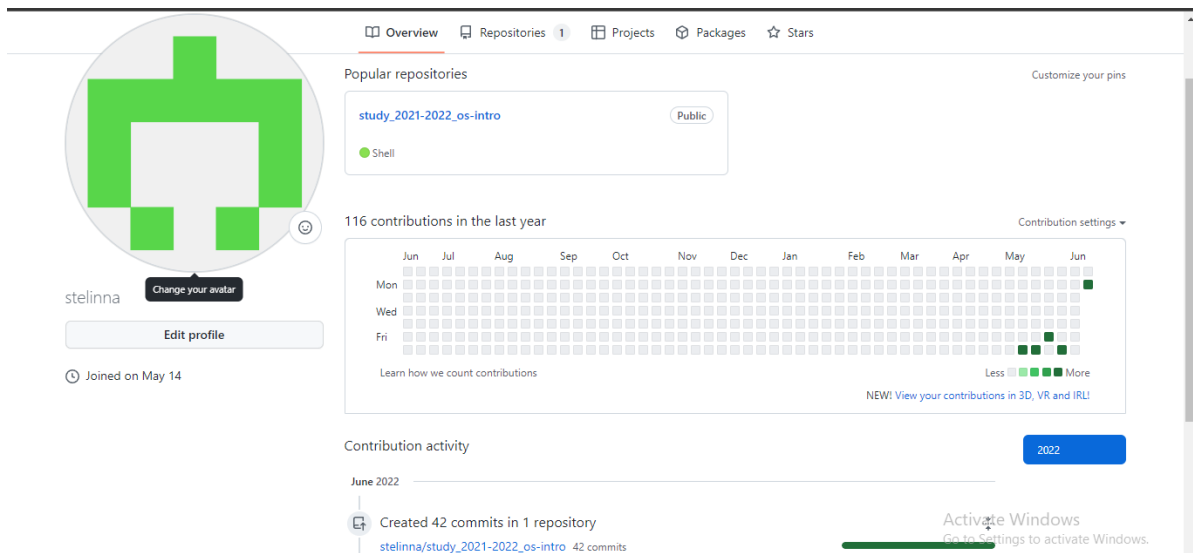 Overview Repositories 1 Projects Packages Stars
Popular repositories Customize your pins
study_2021-2022_os-intro Public
Shell
116 contributions in the last year Contribution settings
Jun Jul Aug Sep Oct Nov Dec Jan Feb Mar Apr May Jun
Mon
Wed
Fri
Learn how we count contributions Less More
NEW! View your contributions in 3D, VR and IRL!
Change your avatar
stelinna
Edit profile
Joined on May 14
Contribution activity 2022
June 2022
Created 42 commits in 1 repository
stelinna/study_2021-2022_os-intro 42 commits
Activate Windows
Go to Settings to activate Windows.